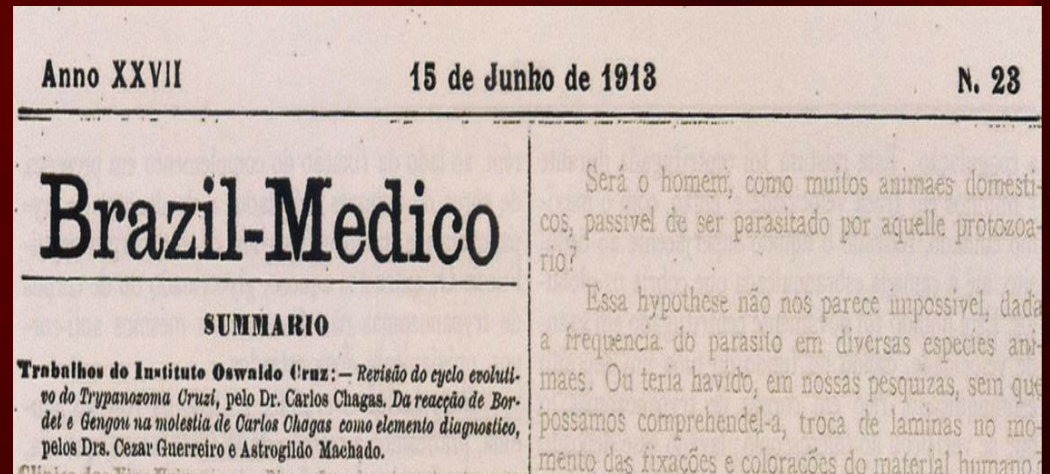 Anno XXVII
15 de Junho de 1913
N. 23
Brazil-Medico
SUMMARIO
Trabalhos do Instituto Oswaldo Cruz:— Revisão do cyclo evoluti-
vo do Trypanozoma Cruzi, pelo Dr. Carlos Chagas. Da reacção de Bor-
det e Gengou na molestia de Carlos Chagas como elemento diagnostico,
pelos Drs. Cezar Guerreiro e Astrogildo Machado.
Será o homem, como muitos animaes domesti-
cos, passivel de ser parasitado por aquelle protozoa-
rio?
Essa hypothese não nos parece impossivel, dada
a frequencia do parasito em diversas especies ani-
maes. Ou teria havido, em nossas pesquizas, sem que
possamos comprehendel-a, troca de laminas no mo-
mento das fixações e colorações do material humano